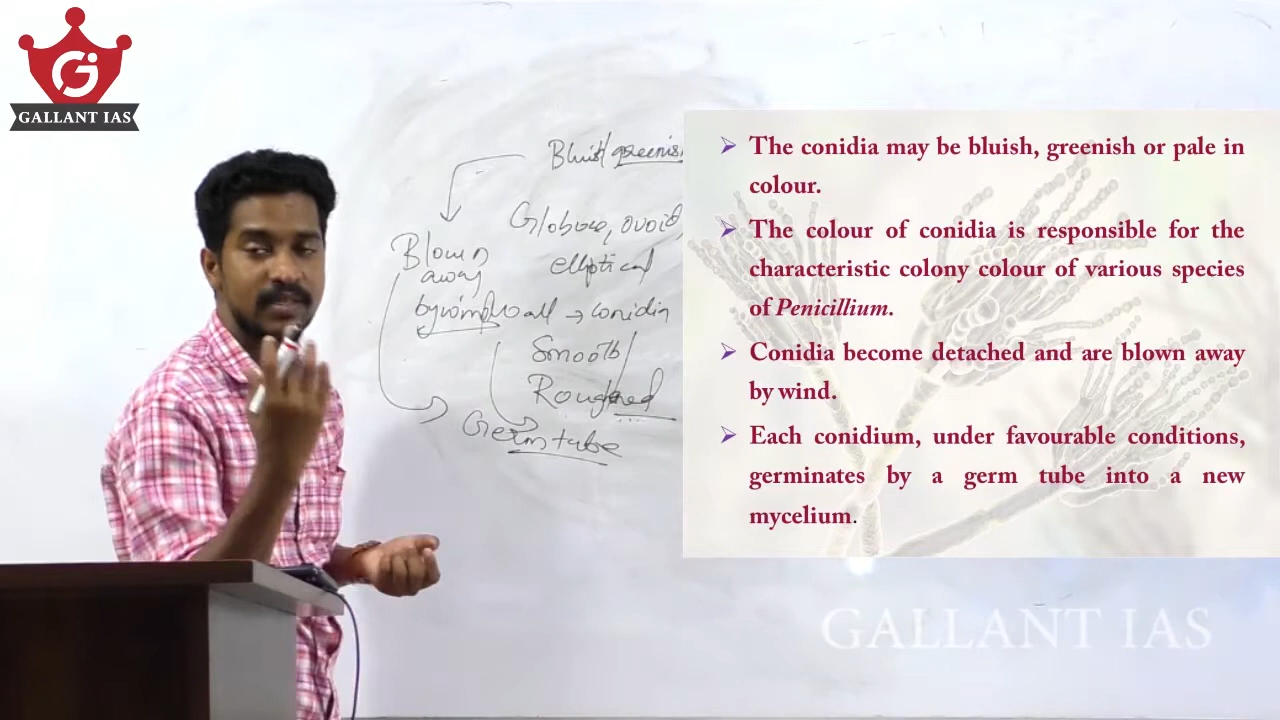 GALLANT IAS
Bluish/greenish
Globose, ovoid,
elliptical
Blown
away
by wind
→ conidia
Smooth/
Roughned
Germ tube
The conidia may be bluish, greenish or pale in
colour.
The colour of conidia is responsible for the
characteristic colony colour of various species
of Penicillium.
Conidia become detached and are blown away
by wind.
Each conidium, under favourable conditions,
germinates by a germ tube into a new
mycelium.
GALLANT IAS